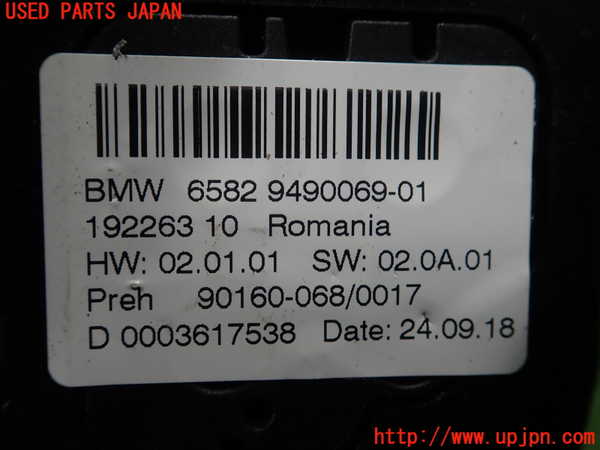 USED PARTS JAPAN
BMW 6582 9490069-01
192263 10 Romania
HW: 02.01.01 SW: 02.0A.01
Preh 90160-068/0017
D 0003617538 Date: 24.09.18
http://www.upjpn.com/